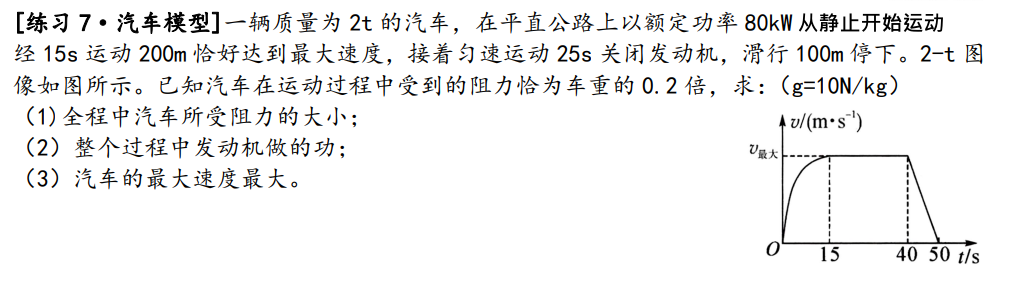 [练习 7·汽车模型]一辆质量为 2t 的汽车，在平直公路上以额定功率 80kW 从静止开始运动
经 15s 运动 200m 恰好达到最大速度，接着匀速运动 25s 关闭发动机，滑行 100m 停下。2-t 图
像如图所示。已知汽车在运动过程中受到的阻力恰为车重的 0.2 倍，求：（g=10N/kg）
（1）全程中汽车所受阻力的大小；
（2）整个过程中发动机做的功；
（3）汽车的最大速度最大。
υ/(m·s⁻¹)
υ最大
O 15 40 50 t/s